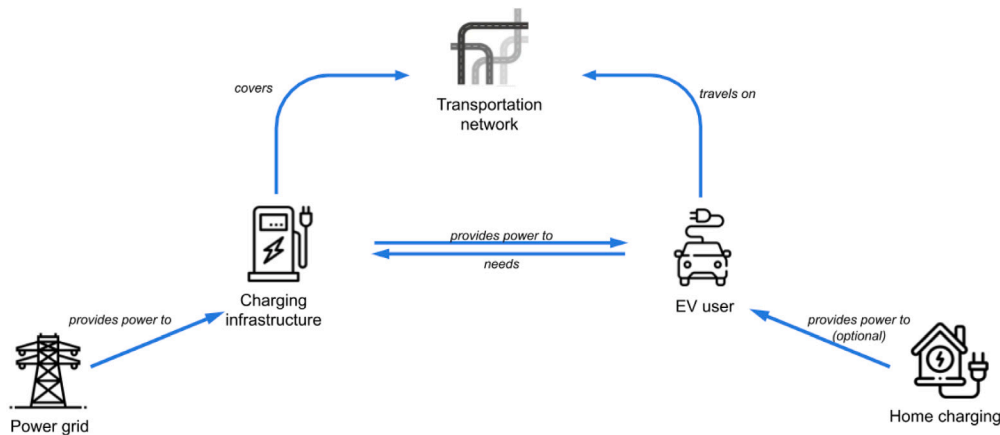 covers
Transportation
network
travels on
provides power to
needs
Charging
infrastructure
EV user
provides power to
provides power to
(optional)
Power grid
Home charging